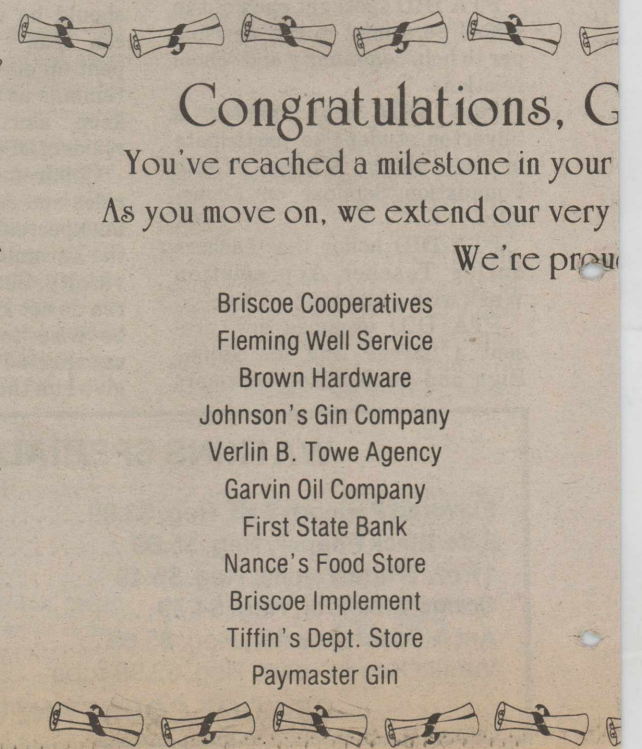 Congratulations, G
You've reached a milestone in your
As you move on, we extend our very
We're prou
Briscoe Cooperatives
Fleming Well Service
Brown Hardware
Johnson's Gin Company
Verlin B. Towe Agency
Garvin Oil Company
First State Bank
Nance's Food Store
Briscoe Implement
Tiffin's Dept. Store
Paymaster Gin